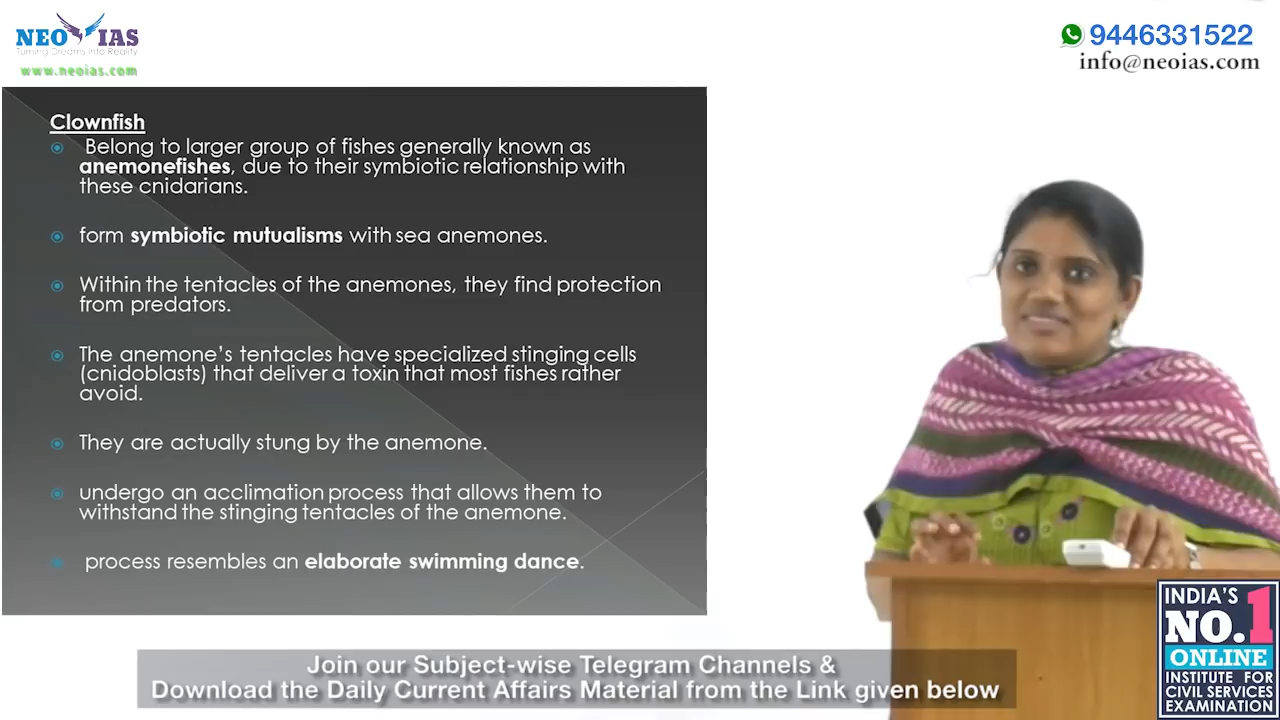 NEO IAS
Turning Dreams into Reality
www.neoias.com
9446331522
info@neoias.com
Clownfish
Belong to larger group of fishes generally known as
anemonefishes, due to their symbiotic relationship with
these cnidarians.
form symbiotic mutualisms with sea anemones.
Within the tentacles of the anemones, they find protection
from predators.
The anemone's tentacles have specialized stinging cells
(cnidoblasts) that deliver a toxin that most fishes rather
avoid.
They are actually stung by the anemone.
undergo an acclimation process that allows them to
withstand the stinging tentacles of the anemone.
process resembles an elaborate swimming dance.
INDIA'S
NO.1
ONLINE
INSTITUTE FOR
CIVIL SERVICES
EXAMINATION
Join our Subject-wise Telegram Channels &
Download the Daily Current Affairs Material from the Link given below